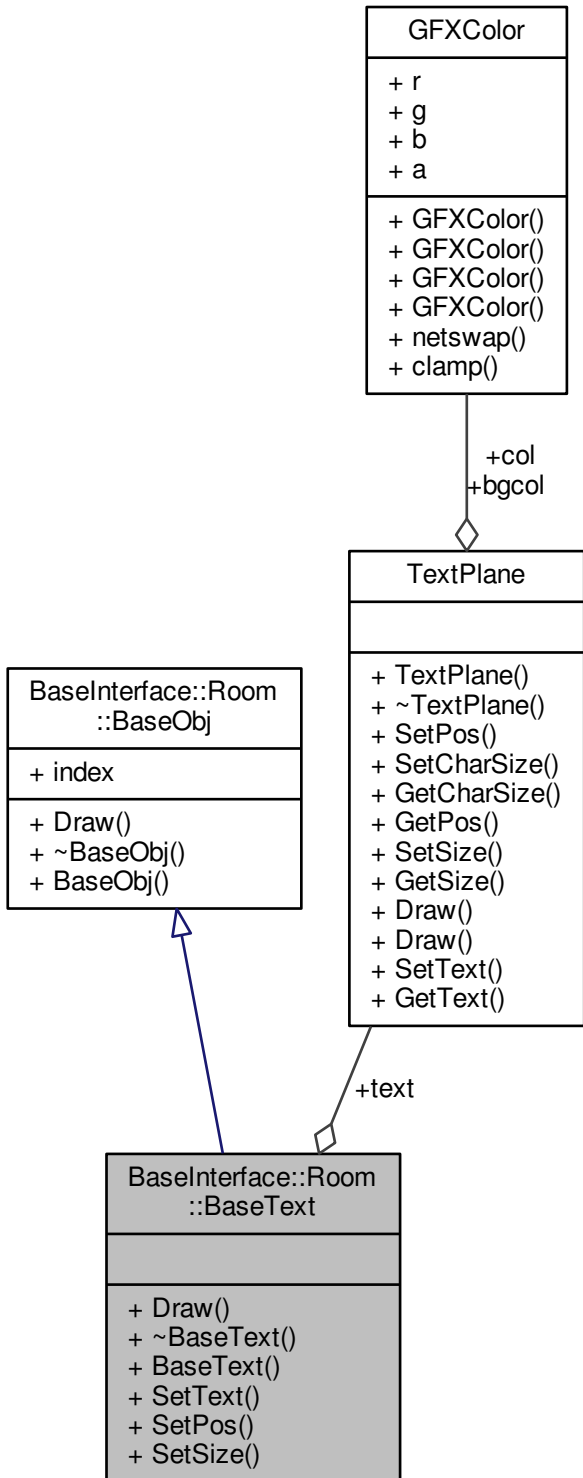 GFXColor
+ r
+ g
+ b
+ a
+ GFXColor()
+ GFXColor()
+ GFXColor()
+ GFXColor()
+ netswap()
+ clamp()
+col
+bgcol
TextPlane
+ TextPlane()
+ ~TextPlane()
+ SetPos()
+ SetCharSize()
+ GetCharSize()
+ GetPos()
+ SetSize()
+ GetSize()
+ Draw()
+ Draw()
+ SetText()
+ GetText()
BaseInterface::Room
::BaseObj
+ index
+ Draw()
+ ~BaseObj()
+ BaseObj()
+text
BaseInterface::Room
::BaseText
+ Draw()
+ ~BaseText()
+ BaseText()
+ SetText()
+ SetPos()
+ SetSize()